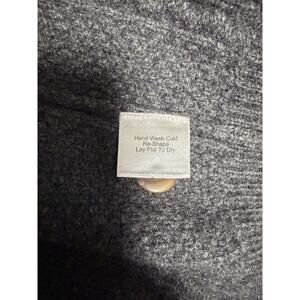 Hand Wash Cold
Re-Shape
Lay Flat To Dry